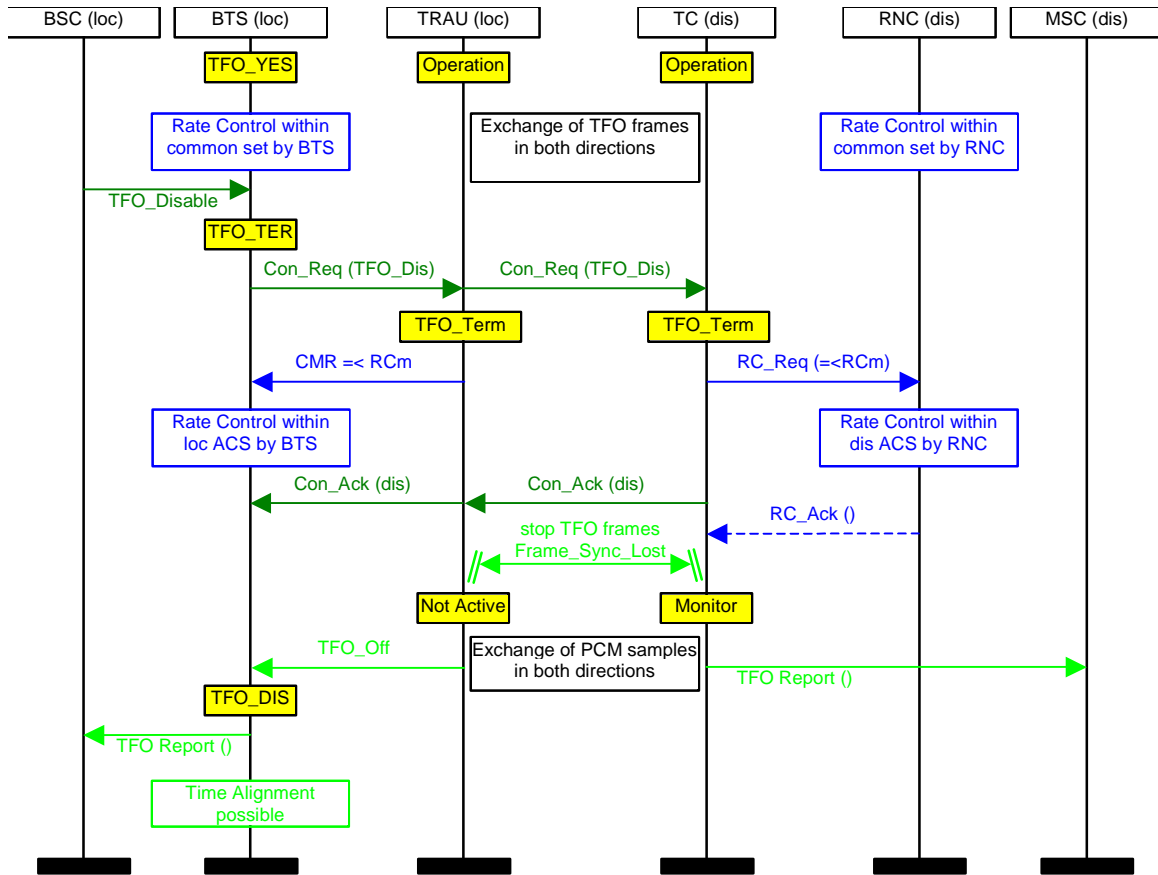 BSC (loc)
BTS (loc)
TRAU (loc)
TC (dis)
RNC (dis)
MSC (dis)
TFO_YES
Operation
Operation
Rate Control within
common set by BTS
Exchange of TFO frames
in both directions
Rate Control within
common set by RNC
TFO_Disable
TFO_TER
Con_Req (TFO_Dis)
Con_Req (TFO_Dis)
TFO_Term
TFO_Term
CMR =< RCm
RC_Req (=<RCm)
Rate Control within
loc ACS by BTS
Rate Control within
dis ACS by RNC
Con_Ack (dis)
Con_Ack (dis)
RC_Ack ()
stop TFO frames
Frame_Sync_Lost
Not Active
Monitor
TFO_Off
Exchange of PCM samples
in both directions
TFO Report ()
TFO_DIS
TFO Report ()
Time Alignment
possible